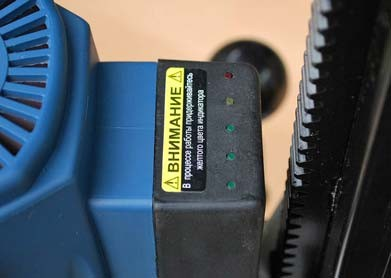 ВНИМАНИЕ
В процессе работы придерживайтесь
желтого цвета индикатора